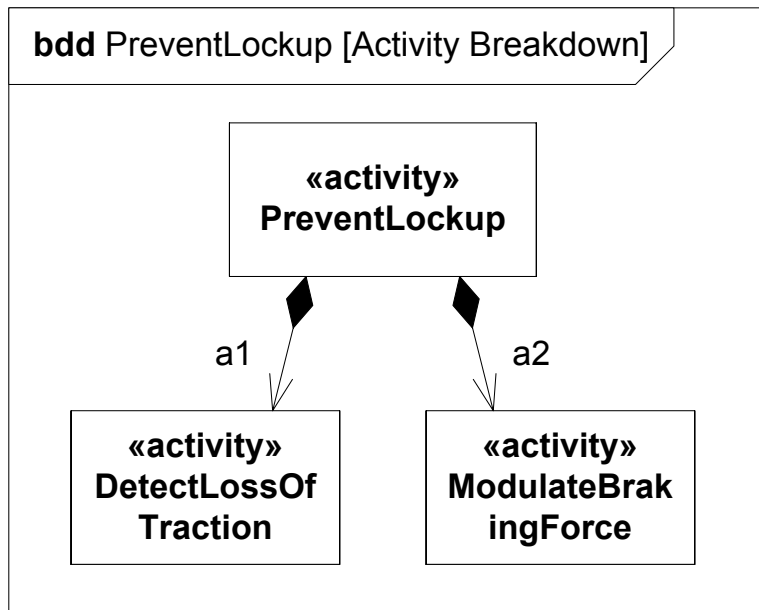 bdd PreventLockup [Activity Breakdown]
«activity»
PreventLockup
a1
a2
«activity»
DetectLossOf
Traction
«activity»
ModulateBrak
ingForce